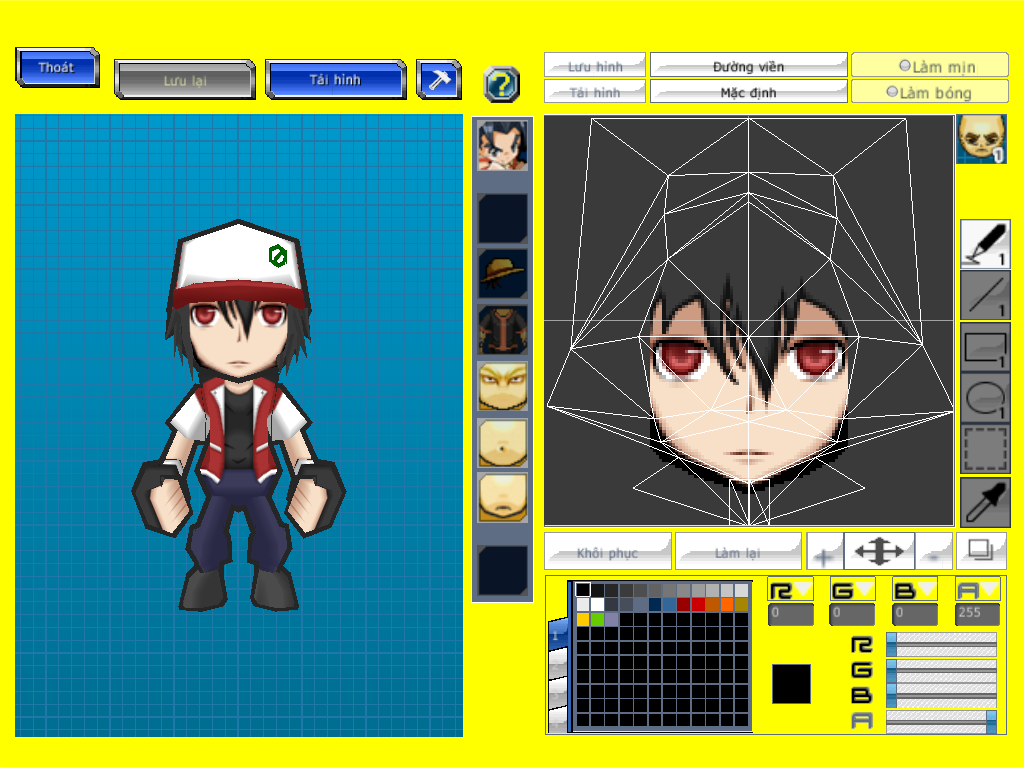 Thoát
Lưu lại
Tải hình
?
Lưu hình
Đường viền
Làm mịn
Tải hình
Mặc định
Làm bóng
1
1
1
1
1
Khôi phục
Làm lại
+
-
R
G
B
A
0
0
0
255
1
R
G
B
A